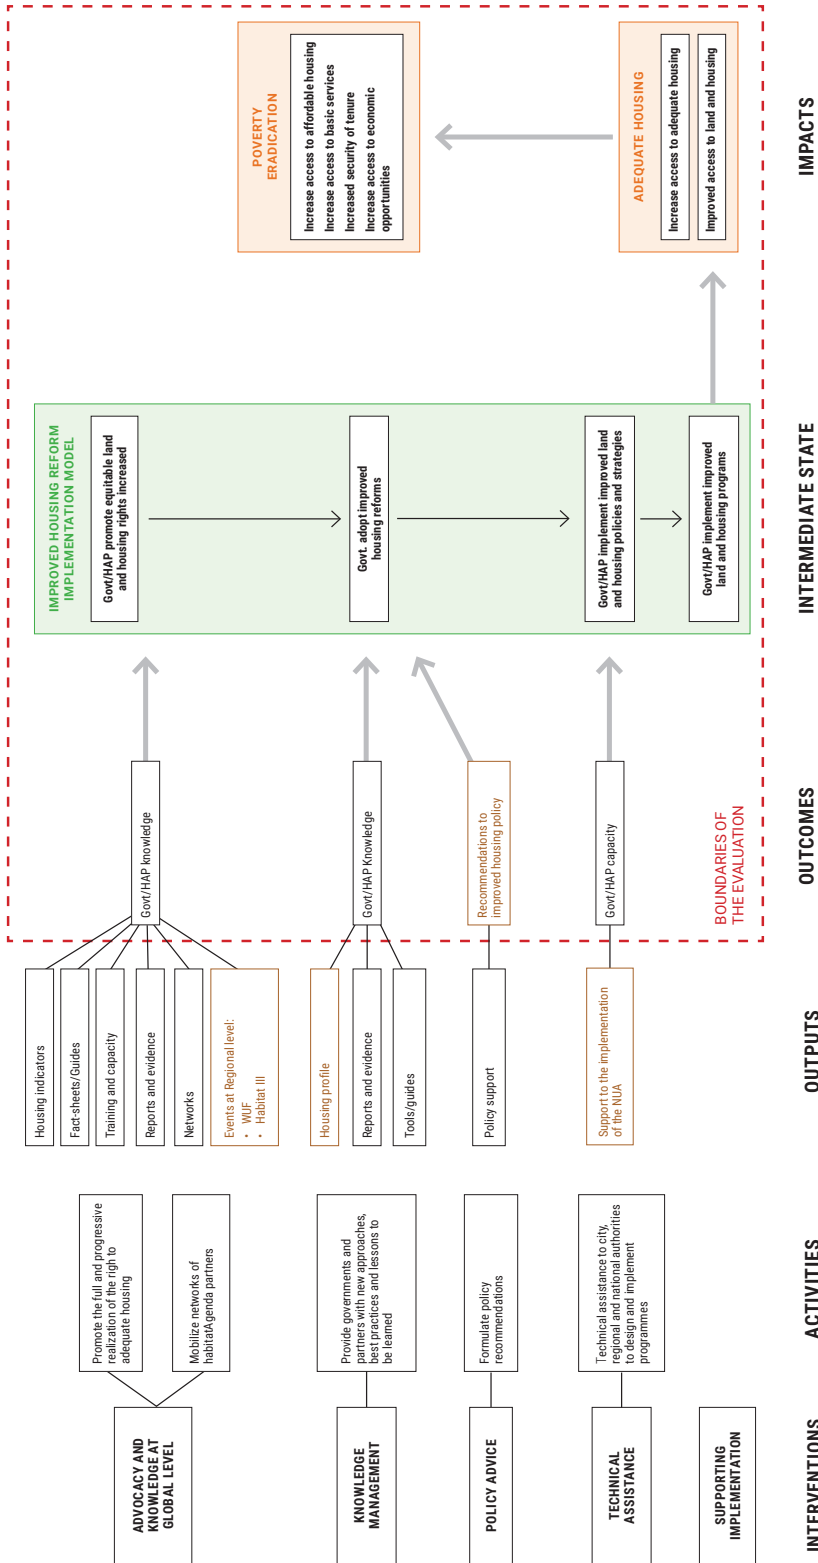 INTERVENTIONS
ADVOCACY AND
KNOWLEDGE AT
GLOBAL LEVEL
KNOWLEDGE
MANAGEMENT
POLICY ADVICE
TECHNICAL
ASSISTANCE
SUPPORTING
IMPLEMENTATION
ACTIVITIES
Promote the full and progressive
realization of the righ to
adequate housing
Mobilize networks of
habitatAgenda partners
Provide governments and
partners with new approaches,
best practices and lessons to
be learned
Formulate policy
recommendations
Technical assistance to city,
regional and national authorities
to design and implement
programmes
OUTPUTS
Housing indicators
Fact-sheets/Guides
Training and capacity
Reports and evidence
Networks
Events at Regional level:
• WUF
• Habitat III
Housing profile
Reports and evidence
Tools/guides
Policy support
Support to the implementation
of the NUA
OUTCOMES
Govt/HAP knowledge
Govt/HAP Knowledge
Recommendations to
improved housing policy
Govt/HAP capacity
BOUNDARIES OF
THE EVALUATION
INTERMEDIATE STATE
IMPROVED HOUSING REFORM
IMPLEMENTATION MODEL
Govt/HAP promote equitable land
and housing rights increased
Govt. adopt improved
housing reforms
Govt/HAP implement improved land
and housing policies and strategies
Govt/HAP implement improved
land and housing programs
IMPACTS
POVERTY
ERADICATION
Increase access to affordable housing
Increase access to basic services
Increased security of tenure
Increase access to economic
opportunities
ADEQUATE HOUSING
Increase access to adequate housing
Improved access to land and housing